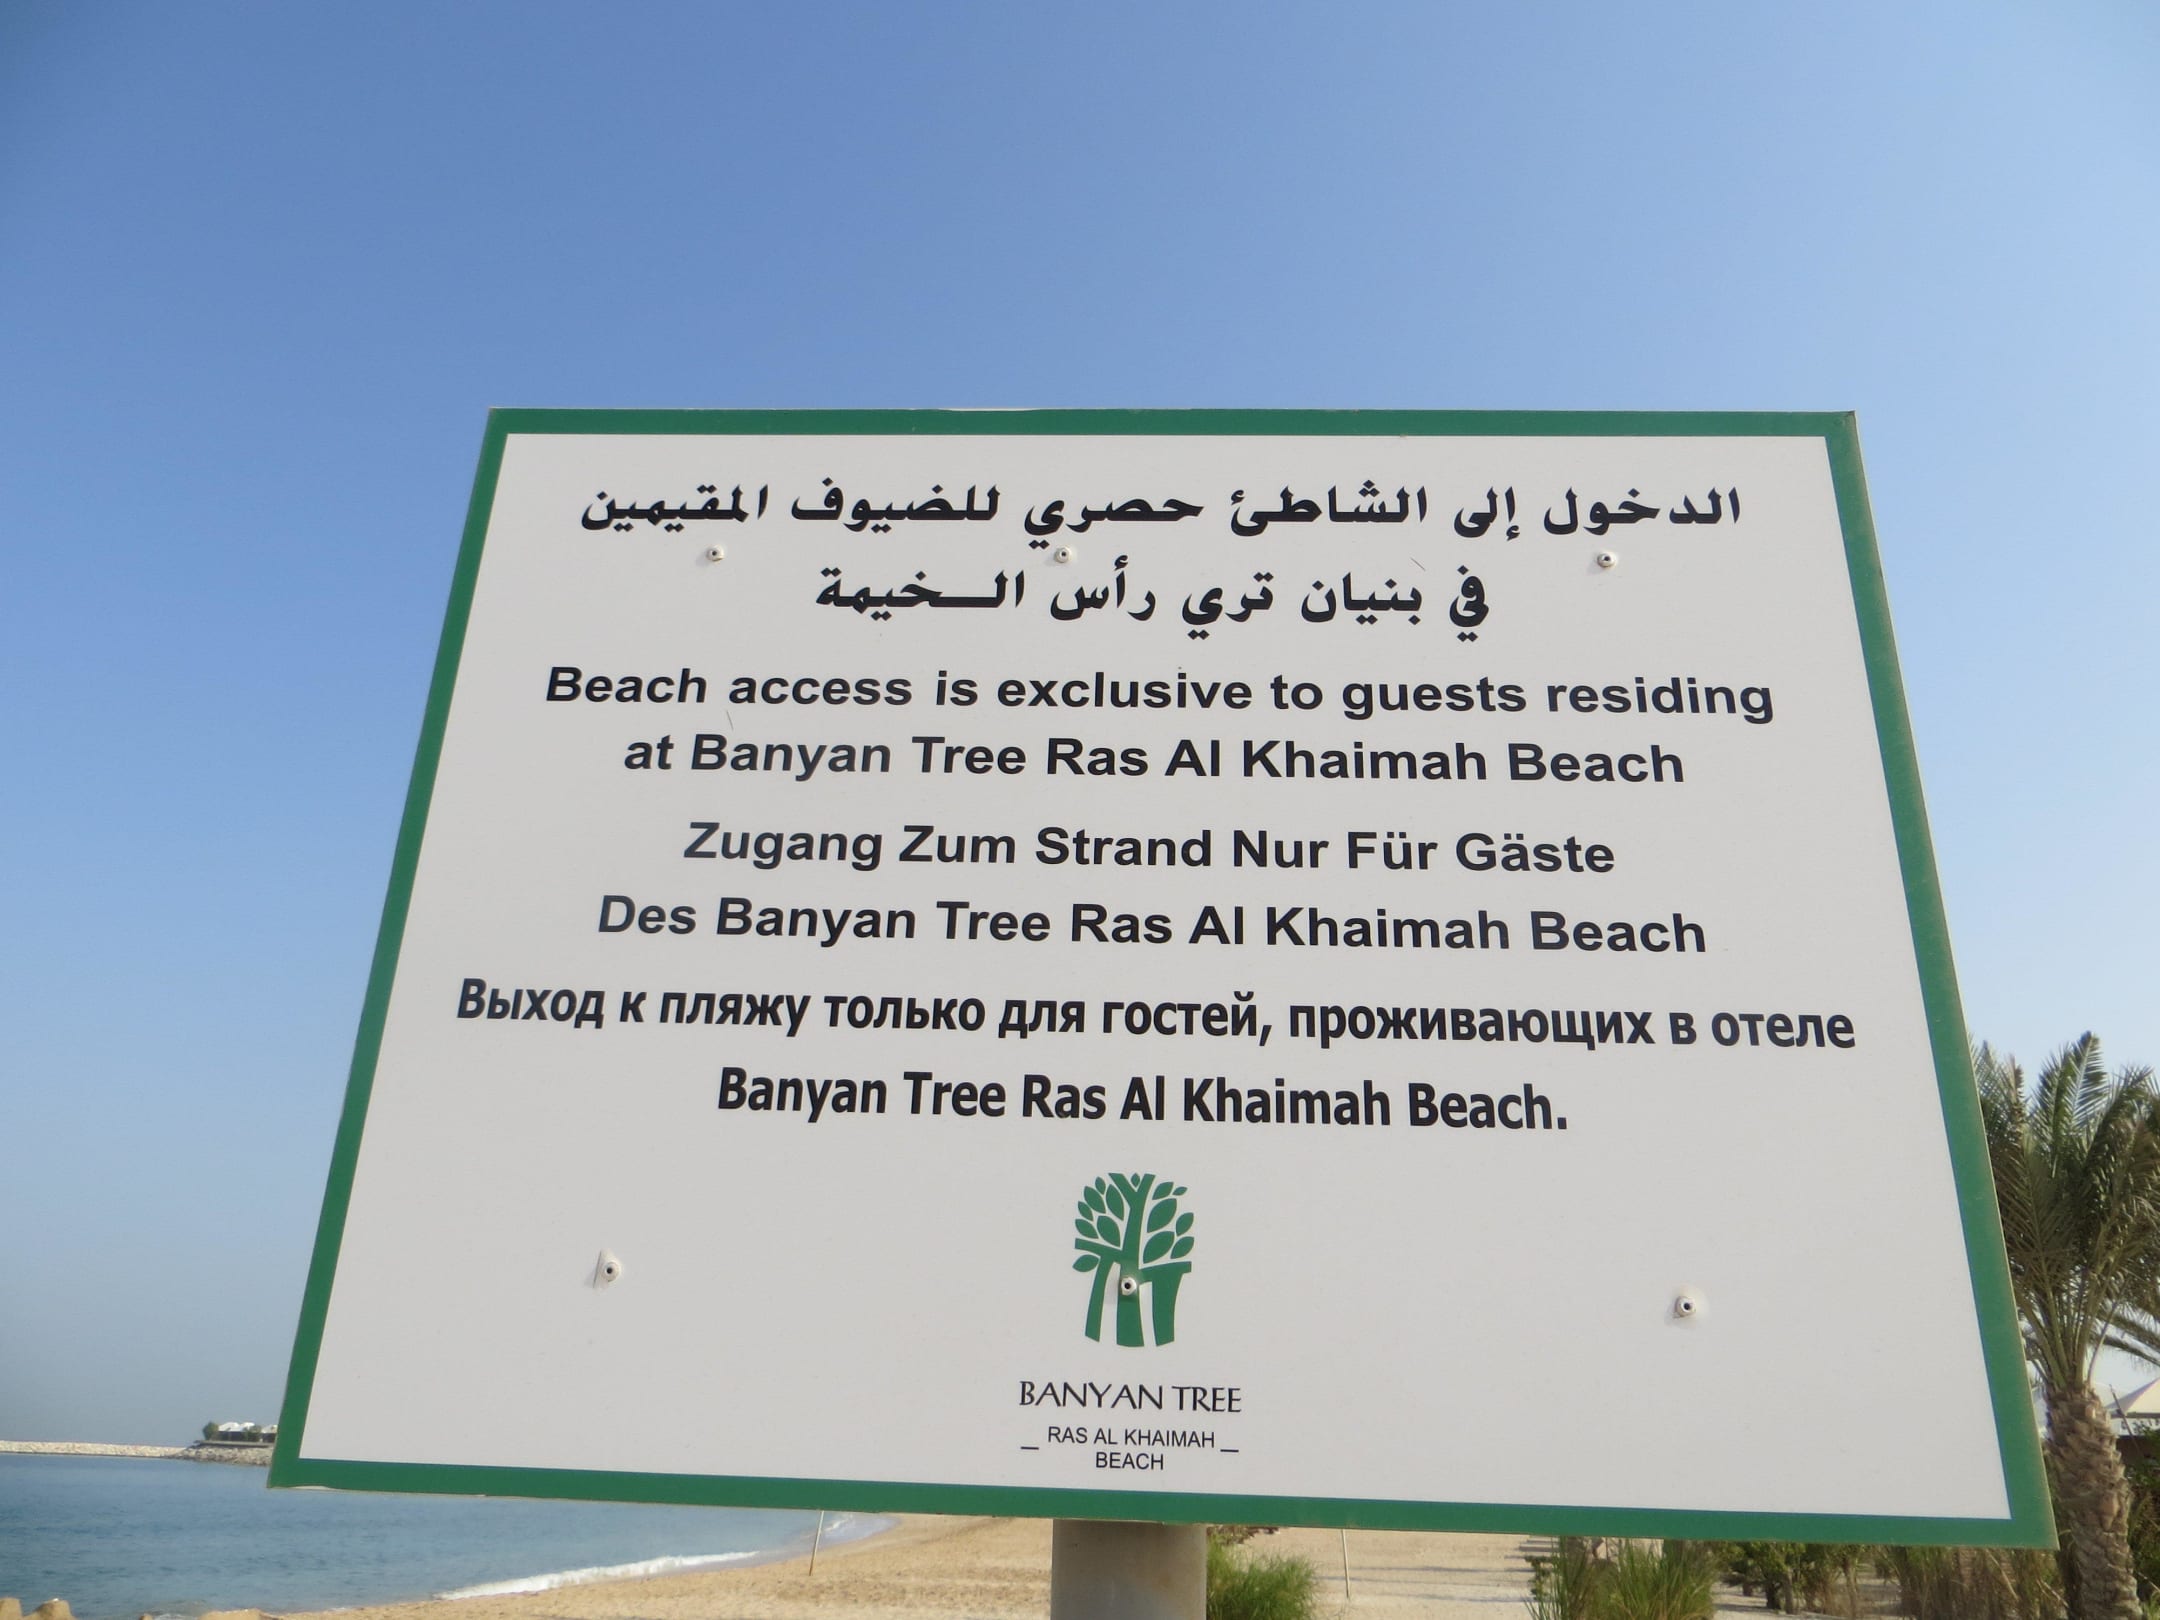 الدخول إلى الشاطئ حصري للضيوف المقيمين
في بنيان تري رأس الـخيمة
Beach access is exclusive to guests residing
at Banyan Tree Ras Al Khaimah Beach
Zugang Zum Strand Nur Für Gäste
Des Banyan Tree Ras Al Khaimah Beach
Выход к пляжу только для гостей, проживающих в отеле
Banyan Tree Ras Al Khaimah Beach.
BANYAN TREE
RAS AL KHAIMAH
BEACH